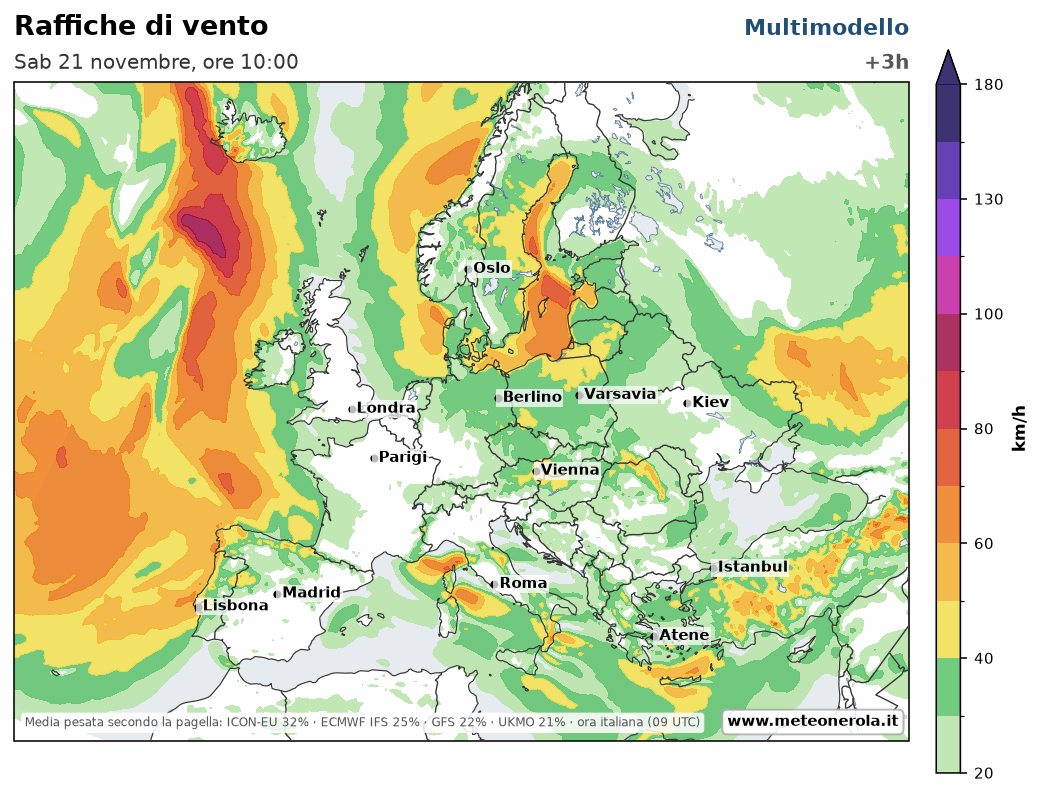 Raffiche di vento
Multimodello
Sab 21 novembre, ore 10:00
+3h
180
130
100
80
60
40
20
km/h
Oslo
Londra
Berlino
Varsavia
Kiev
Parigi
Vienna
Istanbul
Roma
Madrid
Lisbona
Atene
Media pesata secondo la pagella: ICON-EU 32% · ECMWF IFS 25% · GFS 22% · UKMO 21% · ora italiana (09 UTC)
www.meteonerola.it